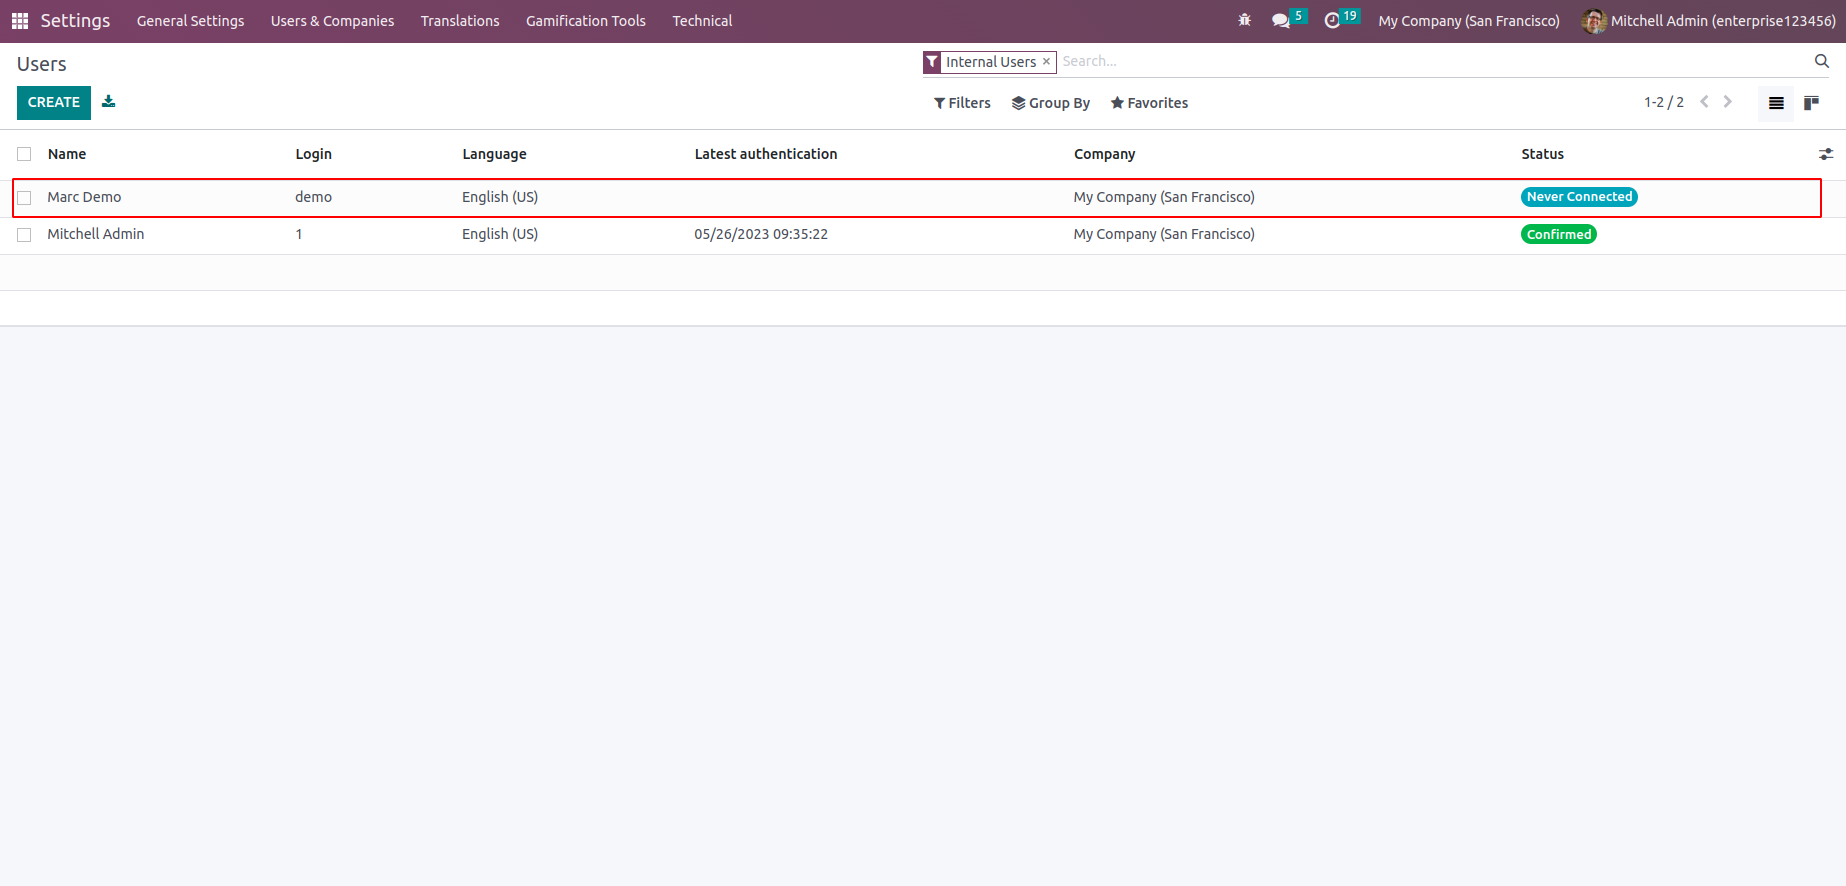 Settings General Settings Users & Companies Translations Gamification Tools Technical 5 19 My Company (San Francisco) Mitchell Admin (enterprise123456)
Users Internal Users × Search...
CREATE Filters Group By Favorites 1-2 / 2
Name Login Language Latest authentication Company Status
Marc Demo demo English (US) My Company (San Francisco) Never Connected
Mitchell Admin 1 English (US) 05/26/2023 09:35:22 My Company (San Francisco) Confirmed